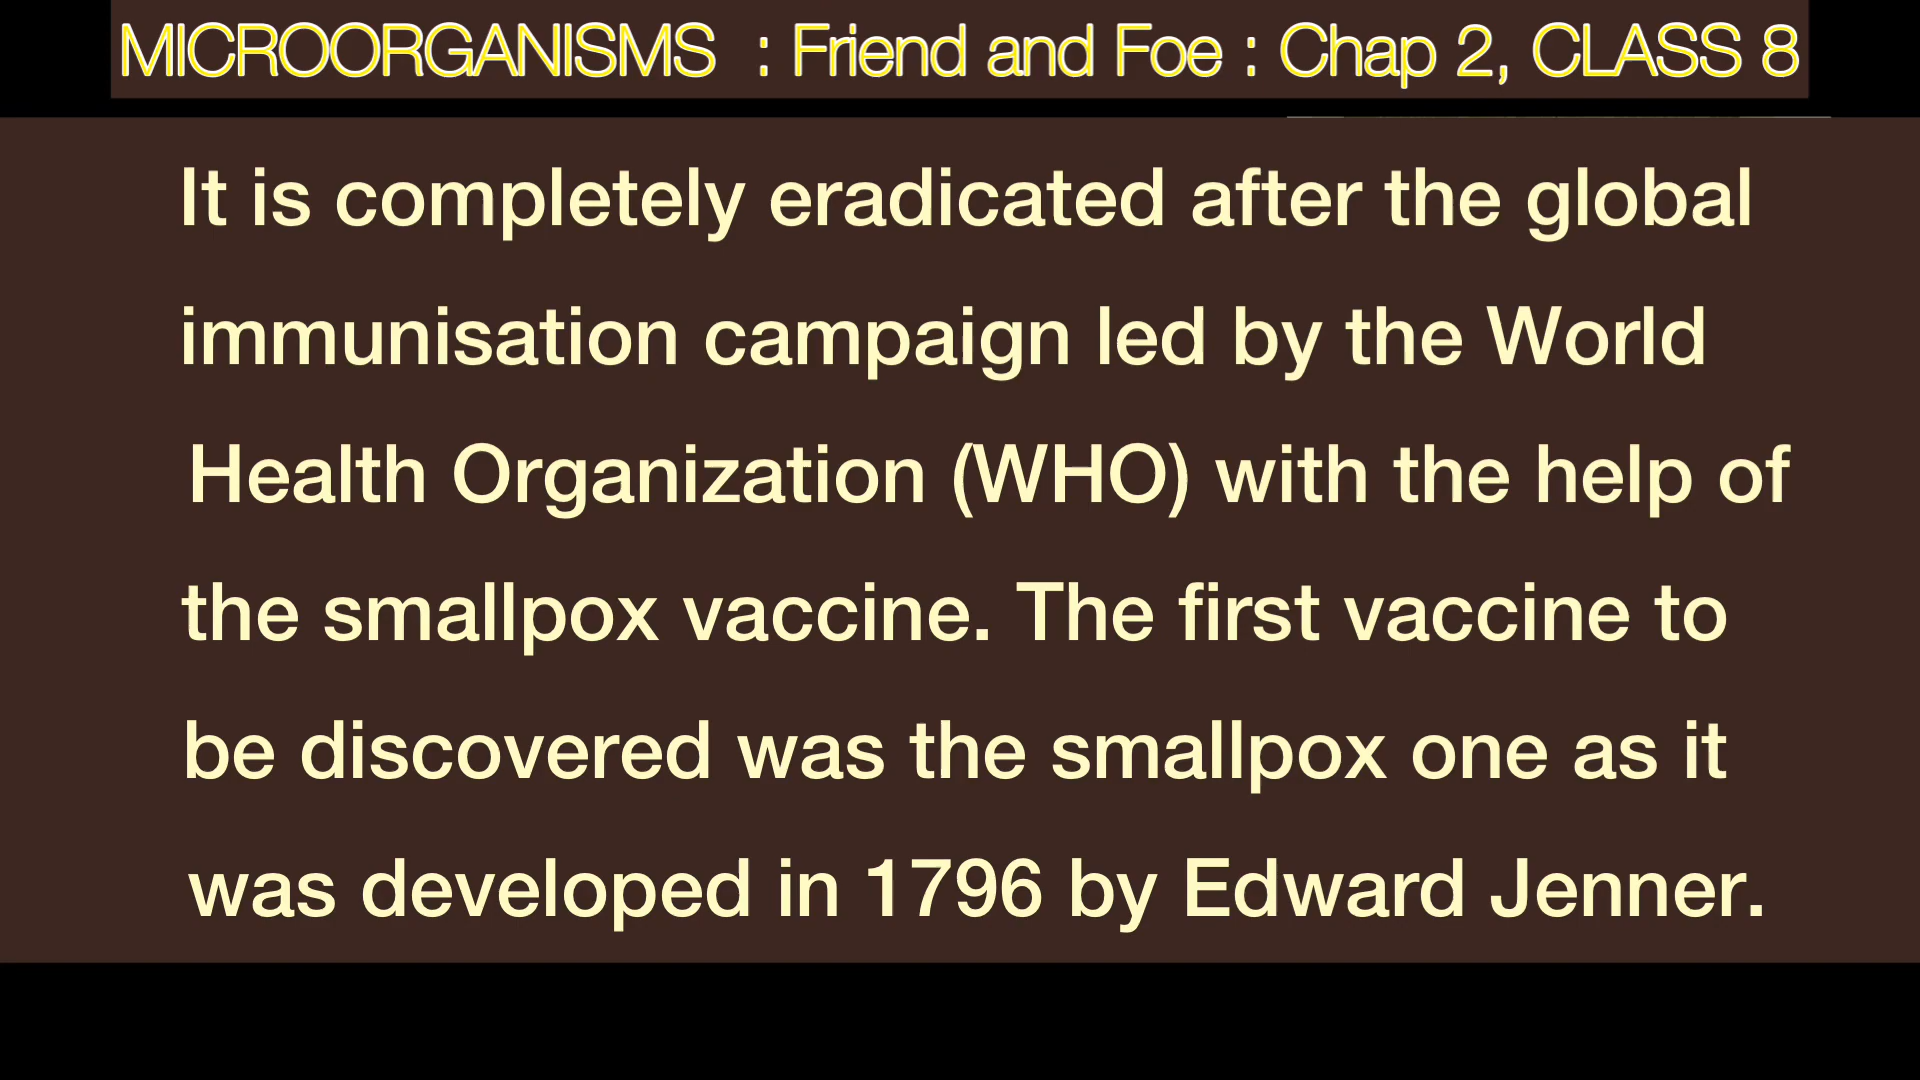 MICROORGANISMS : Friend and Foe : Chap 2, CLASS 8
It is completely eradicated after the global
immunisation campaign led by the World
Health Organization (WHO) with the help of
the smallpox vaccine. The first vaccine to
be discovered was the smallpox one as it
was developed in 1796 by Edward Jenner.